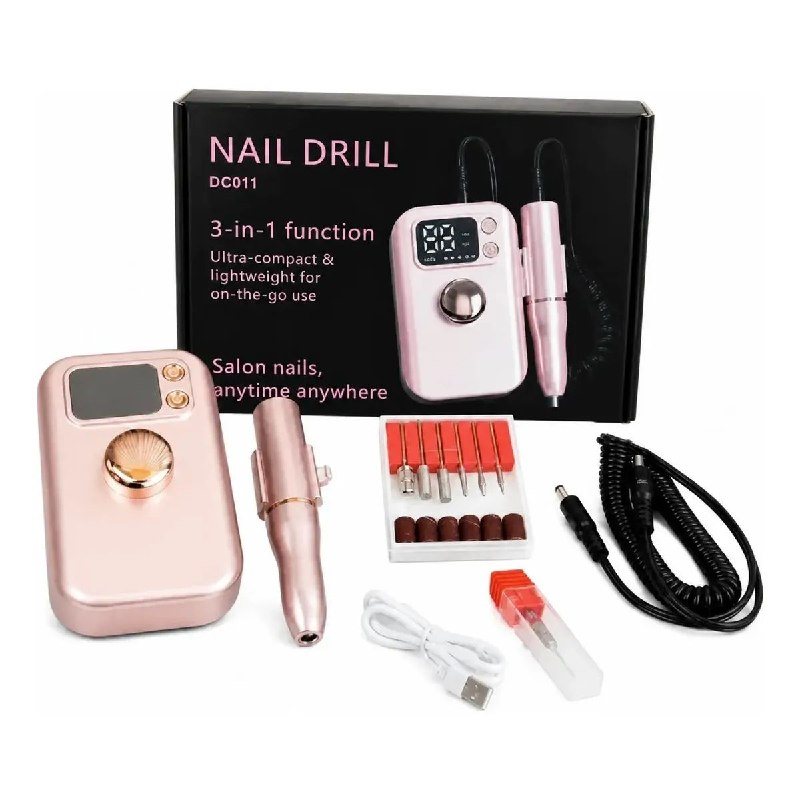 NAIL DRILL
DC011
3-in-1 function
Ultra-compact &
lightweight for
on-the-go use
Salon nails,
anytime anywhere
88